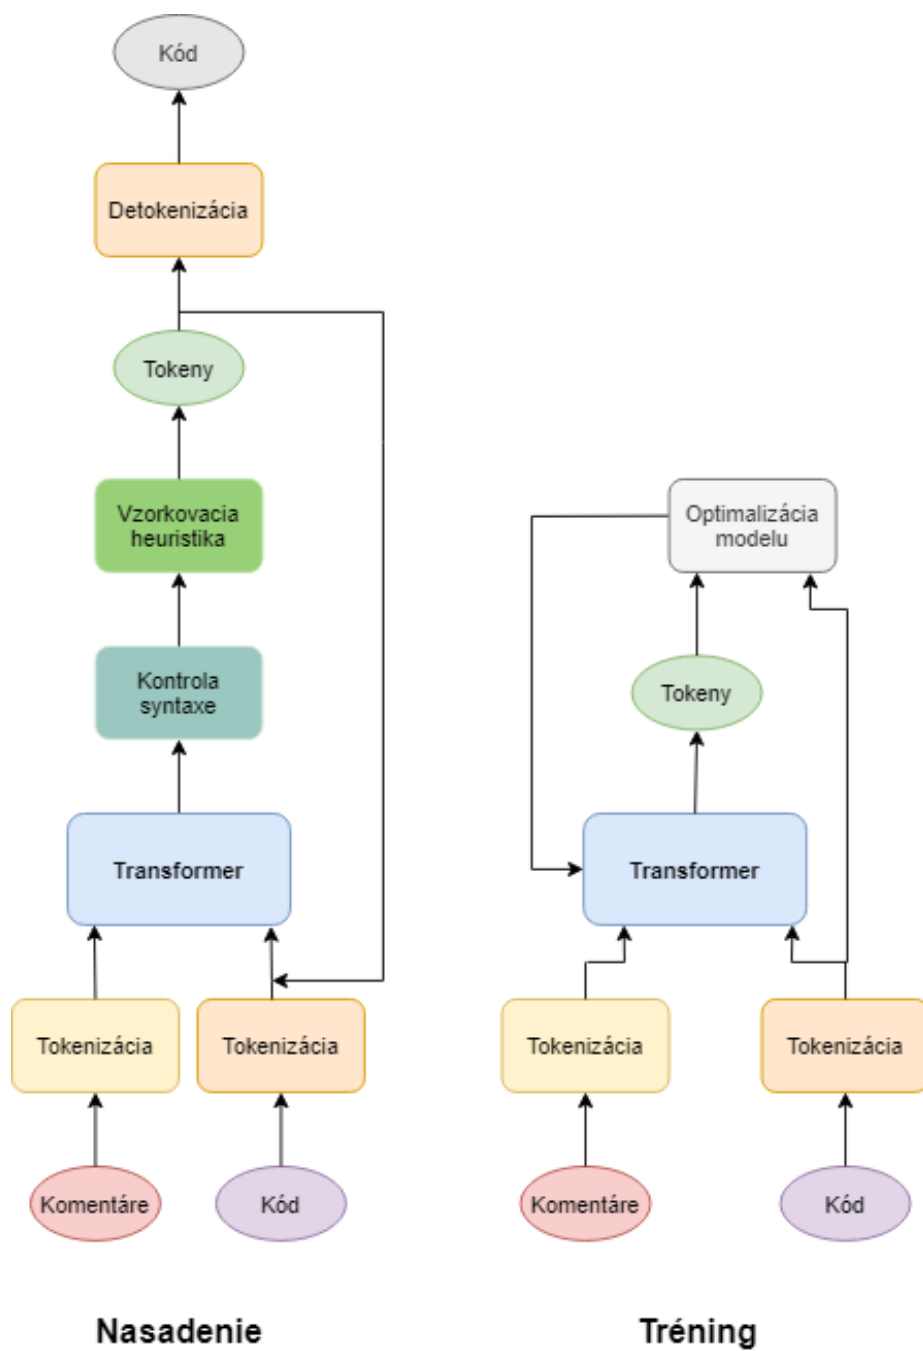 Kód
Detokenizácia
Tokeny
Vzorkovacia
heuristika
Kontrola
syntaxe
Transformer
Tokenizácia
Tokenizácia
Komentáre
Kód
Nasadenie
Optimalizácia
modelu
Tokeny
Transformer
Tokenizácia
Tokenizácia
Komentáre
Kód
Tréning